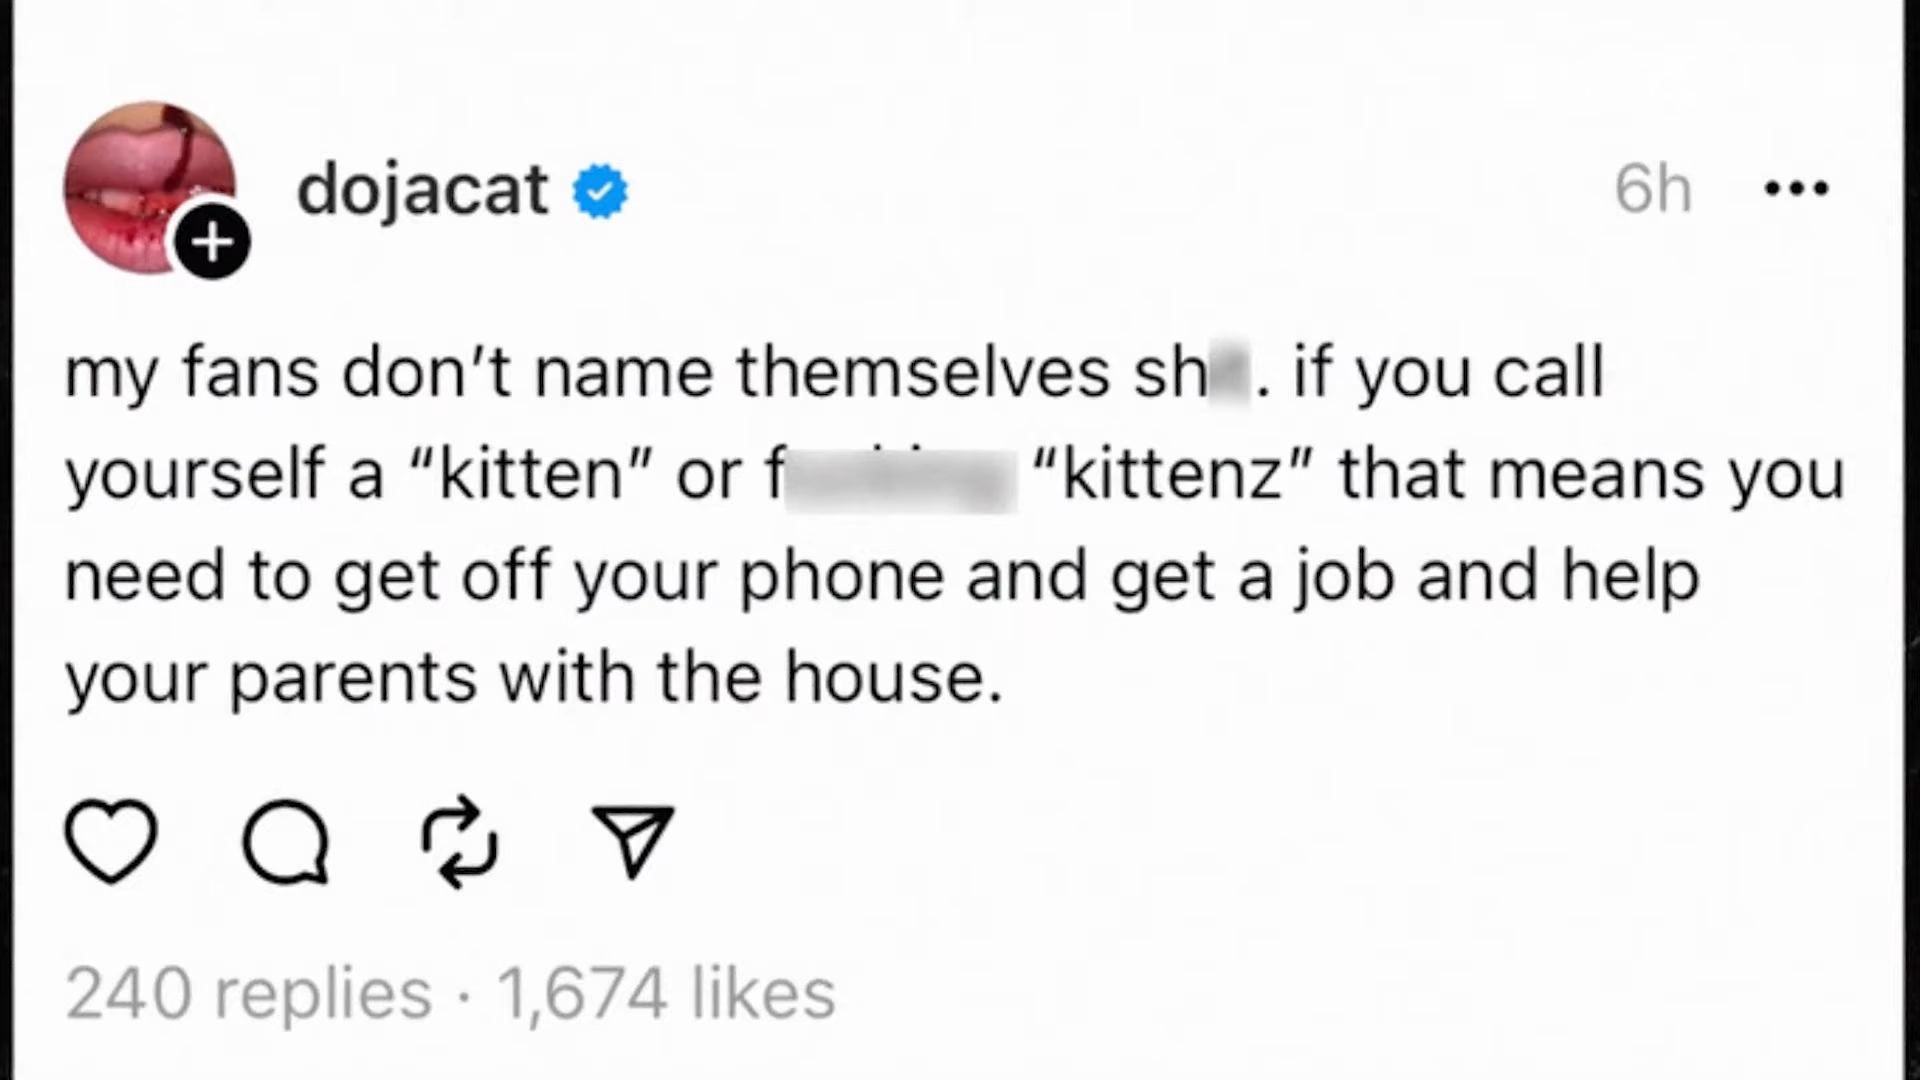 dojacat
6h
my fans don't name themselves sh. if you call
yourself a “kitten” or f “kittenz” that means you
need to get off your phone and get a job and help
your parents with the house.
240 replies · 1,674 likes